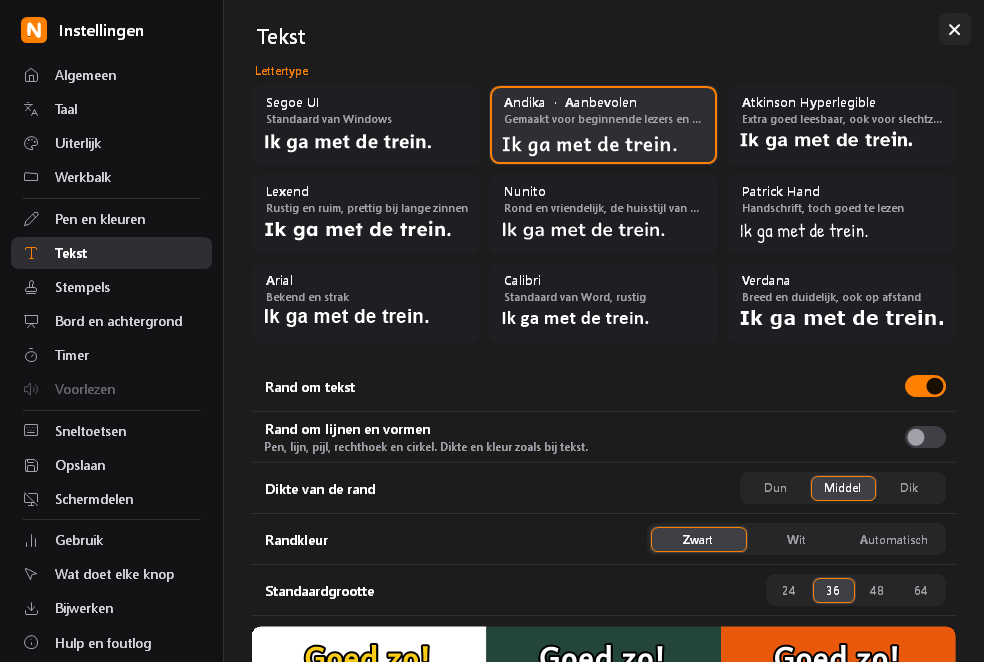 N Instellingen
Algemeen
Taal
Uiterlijk
Werkbalk
Pen en kleuren
Tekst
Stempels
Bord en achtergrond
Timer
Voorlezen
Sneltoetsen
Opslaan
Schermdelen
Gebruik
Wat doet elke knop
Bijwerken
Hulp en foutlog
Tekst
Lettertype
Segoe UI
Standaard van Windows
Ik ga met de trein.
Andika · Aanbevolen
Gemaakt voor beginnende lezers en ...
Ik ga met de trein.
Atkinson Hyperlegible
Extra goed leesbaar, ook voor slechtz...
Ik ga met de trein.
Lexend
Rustig en ruim, prettig bij lange zinnen
Ik ga met de trein.
Nunito
Rond en vriendelijk, de huisstijl van ...
Ik ga met de trein.
Patrick Hand
Handschrift, toch goed te lezen
Ik ga met de trein.
Arial
Bekend en strak
Ik ga met de trein.
Calibri
Standaard van Word, rustig
Ik ga met de trein.
Verdana
Breed en duidelijk, ook op afstand
Ik ga met de trein.
Rand om tekst
Rand om lijnen en vormen
Pen, lijn, pijl, rechthoek en cirkel. Dikte en kleur zoals bij tekst.
Dikte van de rand
Dun Middel Dik
Randkleur
Zwart Wit Automatisch
Standaardgrootte
24 36 48 64
Goed zo! Goed zo! Goed zo!